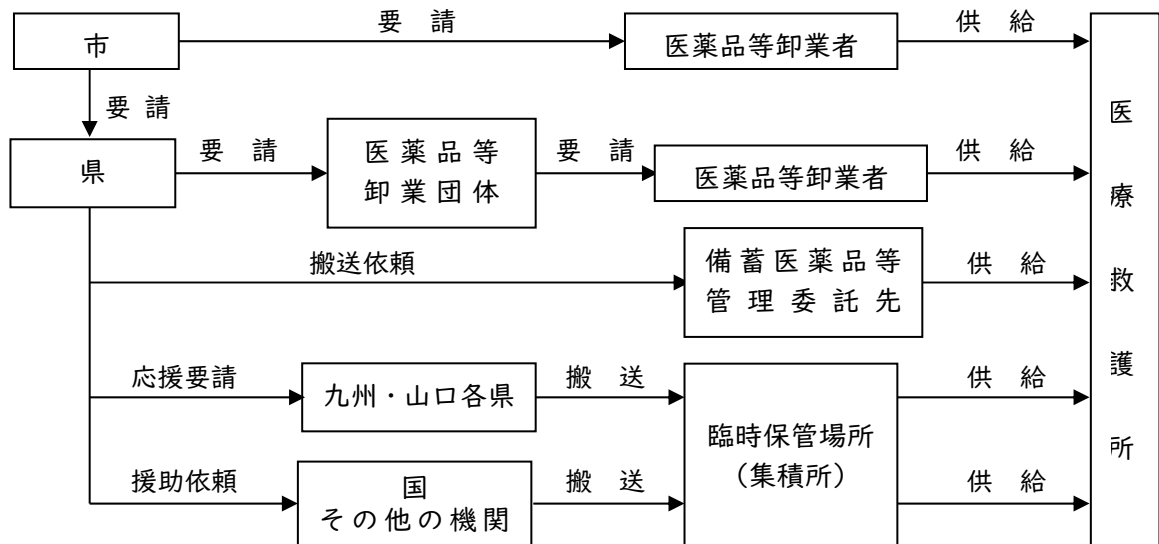 市
要 請
医薬品等卸業者
供 給
要 請
県
要 請
医薬品等
卸業団体
要 請
医薬品等卸業者
供 給
搬送依頼
備蓄医薬品等
管理委託先
供 給
応援要請
九州・山口各県
搬 送
臨時保管場所
（集積所）
供 給
援助依頼
国
その他の機関
搬 送
供 給
医療救護所